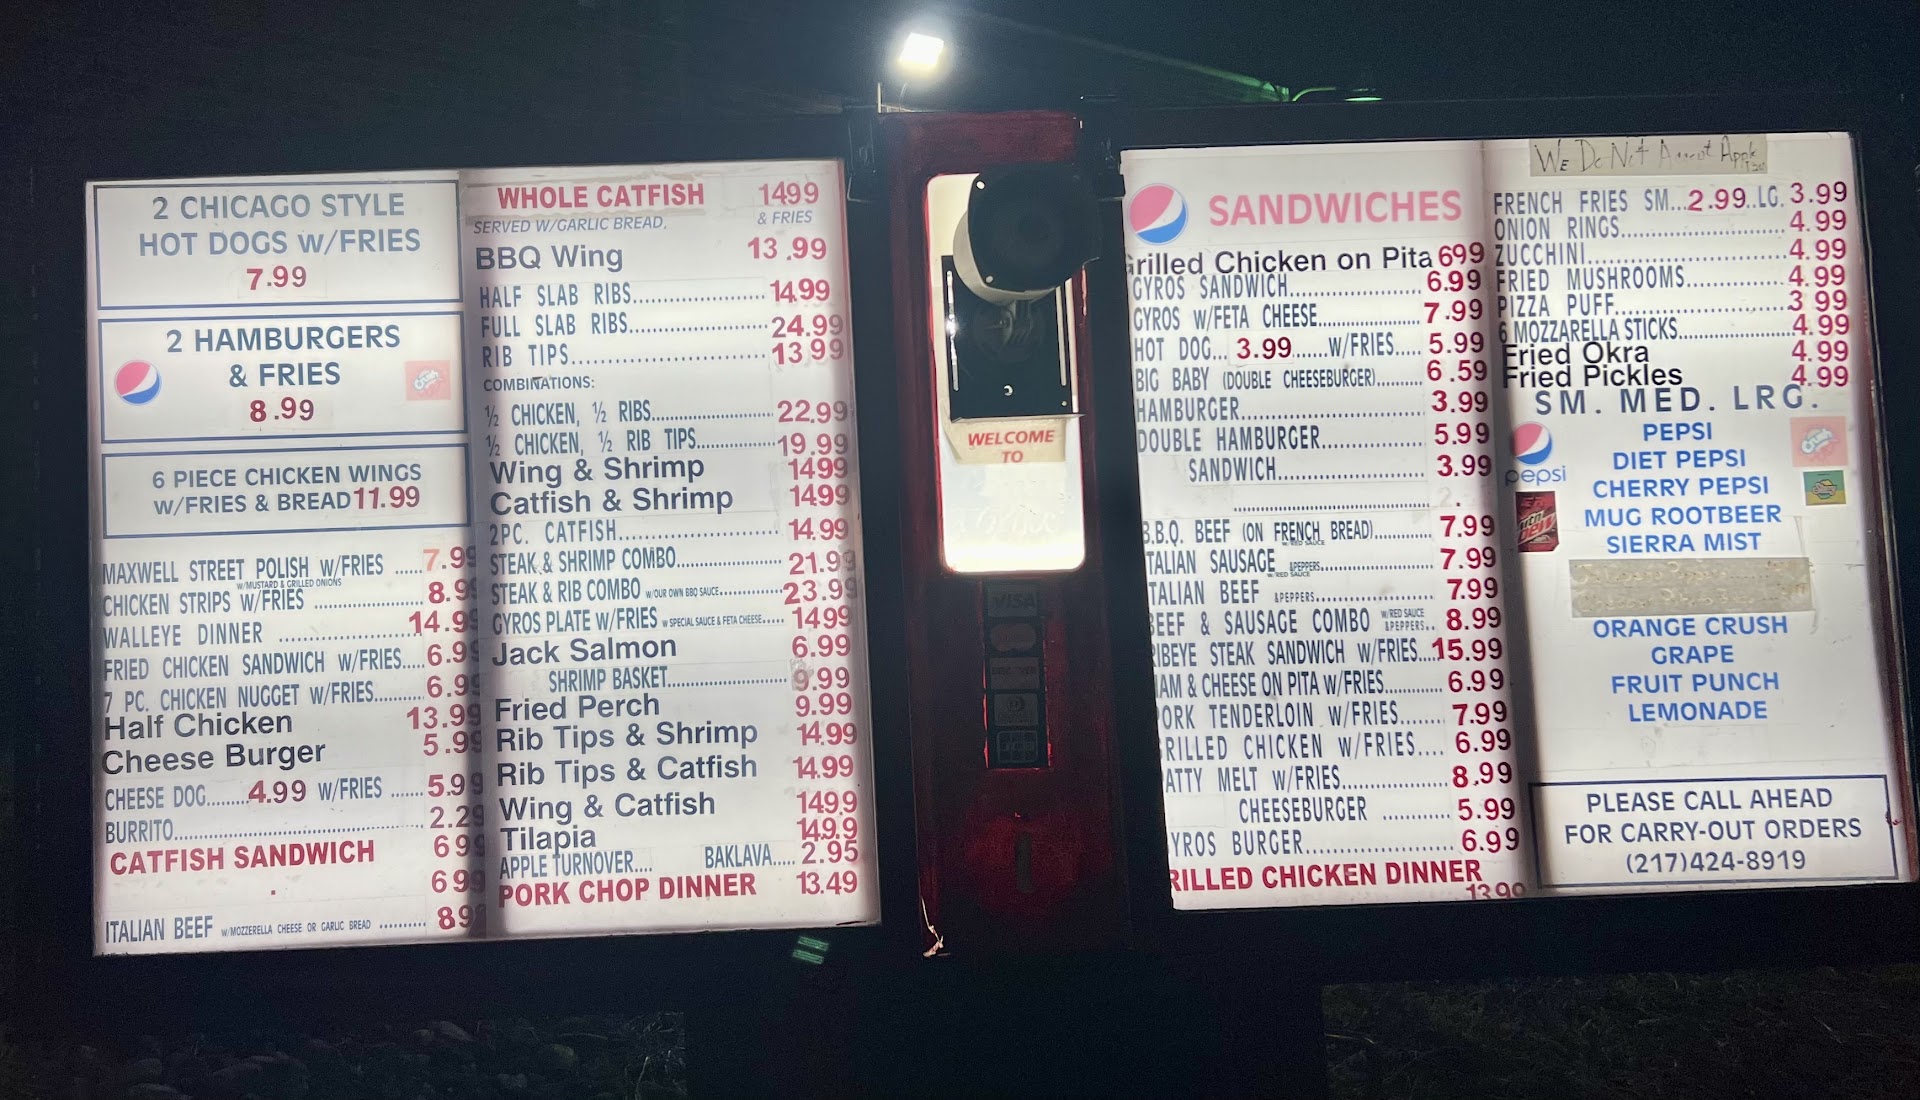 2 CHICAGO STYLE
HOT DOGS W/FRIES
7.99
2 HAMBURGERS
& FRIES
8.99
Crush
6 PIECE CHICKEN WINGS
W/FRIES & BREAD 11.99
MAXWELL STREET POLISH W/FRIES ...... 7.99
W/MUSTARD & GRILLED ONIONS
CHICKEN STRIPS W/FRIES .................... 8.99
WALLEYE DINNER ........................ 14.99
FRIED CHICKEN SANDWICH W/FRIES.....6.99
7 PC. CHICKEN NUGGET W/FRIES......... 6.99
Half Chicken 13.99
Cheese Burger 5.99
CHEESE DOG........4.99 W/FRIES ...... 5.99
BURRITO............................................. 2.29
CATFISH SANDWICH 6 99
6 99
ITALIAN BEEF W/MOZZERELLA CHEESE OR GARLIC BREAD .......... 8 9
WHOLE CATFISH 1499
SERVED W/GARLIC BREAD. & FRIES
BBQ Wing 13.99
HALF SLAB RIBS.................... 14.99
FULL SLAB RIBS..................... 24.99
RIB TIPS............................ 13 99
COMBINATIONS:
½ CHICKEN, ½ RIBS.................... 22.99
½ CHICKEN, ½ RIB TIPS............. 19.99
Wing & Shrimp 1499
Catfish & Shrimp 1499
2PC. CATFISH.......................... 14.99
STEAK & SHRIMP COMBO................ 21.99
STEAK & RIB COMBO W/OUR OWN BBQ SAUCE............ 23.99
GYROS PLATE W/FRIES W SPECIAL SAUCE & FETA CHEESE..... 1499
Jack Salmon 6.99
SHRIMP BASKET................... 9.99
Fried Perch 9.99
Rib Tips & Shrimp 14.99
Rib Tips & Catfish 14.99
Wing & Catfish 149.9
Tilapia 149.9
APPLE TURNOVER.... BAKLAVA..... 2.95
PORK CHOP DINNER 13.49
WELCOME
TO
VISA
SANDWICHES
Grilled Chicken on Pita 699
GYROS SANDWICH....................... 6.99
GYROS W/FETA CHEESE.................. 7.99
HOT DOG... 3.99.......W/FRIES..... 5.99
BIG BABY (DOUBLE CHEESEBURGER).......... 6.59
HAMBURGER............................... 3.99
DOUBLE HAMBURGER................. 5.99
SANDWICH........................ 3.99
B.B.Q. BEEF (ON FRENCH BREAD)............... 7.99
W/RED SAUCE
ITALIAN SAUSAGE &PEPPERS.................. 7.99
W/RED SAUCE
ITALIAN BEEF &PEPPERS.................. 7.99
BEEF & SAUSAGE COMBO W/RED SAUCE &PEPPERS.. 8.99
RIBEYE STEAK SANDWICH W/FRIES....15.99
HAM & CHEESE ON PITA W/FRIES............ 6.99
PORK TENDERLOIN W/FRIES........ 7.99
GRILLED CHICKEN W/FRIES.... 6.99
PATTY MELT W/FRIES................ 8.99
CHEESEBURGER ............ 5.99
GYROS BURGER........................ 6.99
GRILLED CHICKEN DINNER
13.99
We Do Not Accept Apple Pay
FRENCH FRIES SM...2.99..LG. 3.99
ONION RINGS........................... 4.99
ZUCCHINI.................................. 4.99
FRIED MUSHROOMS................ 4.99
PIZZA PUFF............................ 3 99
6 MOZZARELLA STICKS................ 4.99
Fried Okra 4.99
Fried Pickles 4.99
SM. MED. LRG.
PEPSI
DIET PEPSI
CHERRY PEPSI
MUG ROOTBEER
SIERRA MIST
pepsi
Crush
ORANGE CRUSH
GRAPE
FRUIT PUNCH
LEMONADE
PLEASE CALL AHEAD
FOR CARRY-OUT ORDERS
(217)424-8919